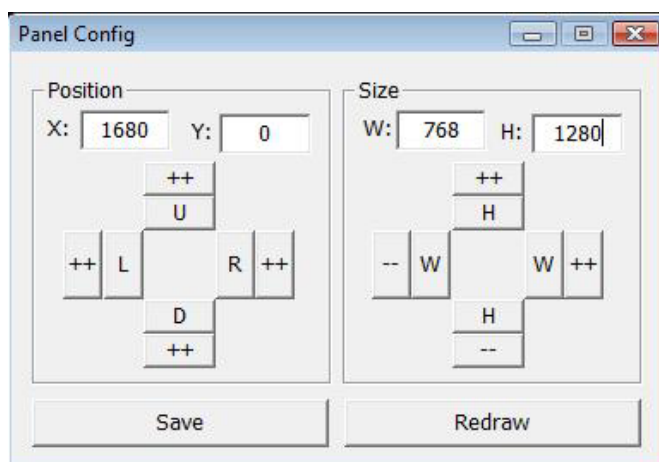 Panel Config
Position
X: 1680 Y: 0
++
U
++ L R ++
D
++
Size
W: 768 H: 1280
++
H
-- W W ++
H
--
Save
Redraw